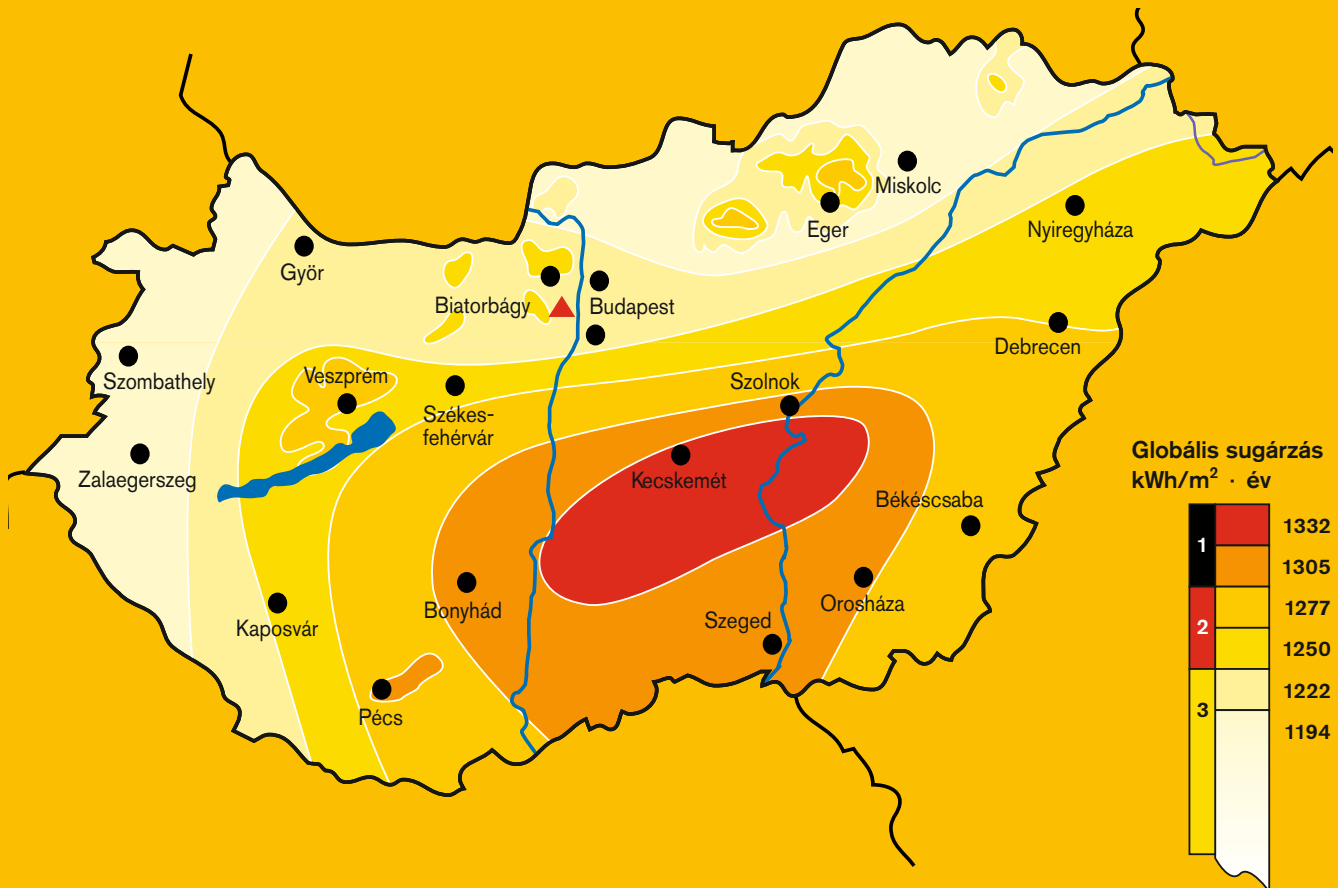 Miskolc
Eger
Nyiregyháza
Györ
Biatorbágy
Budapest
Debrecen
Szombathely
Veszprém
Szolnok
Székes-
fehérvár
Zalaegerszeg
Kecskemét
Békéscsaba
Bonyhád
Orosháza
Kaposvár
Szeged
Pécs
Globális sugárzás
kWh/m² · év
1
2
3
1332
1305
1277
1250
1222
1194